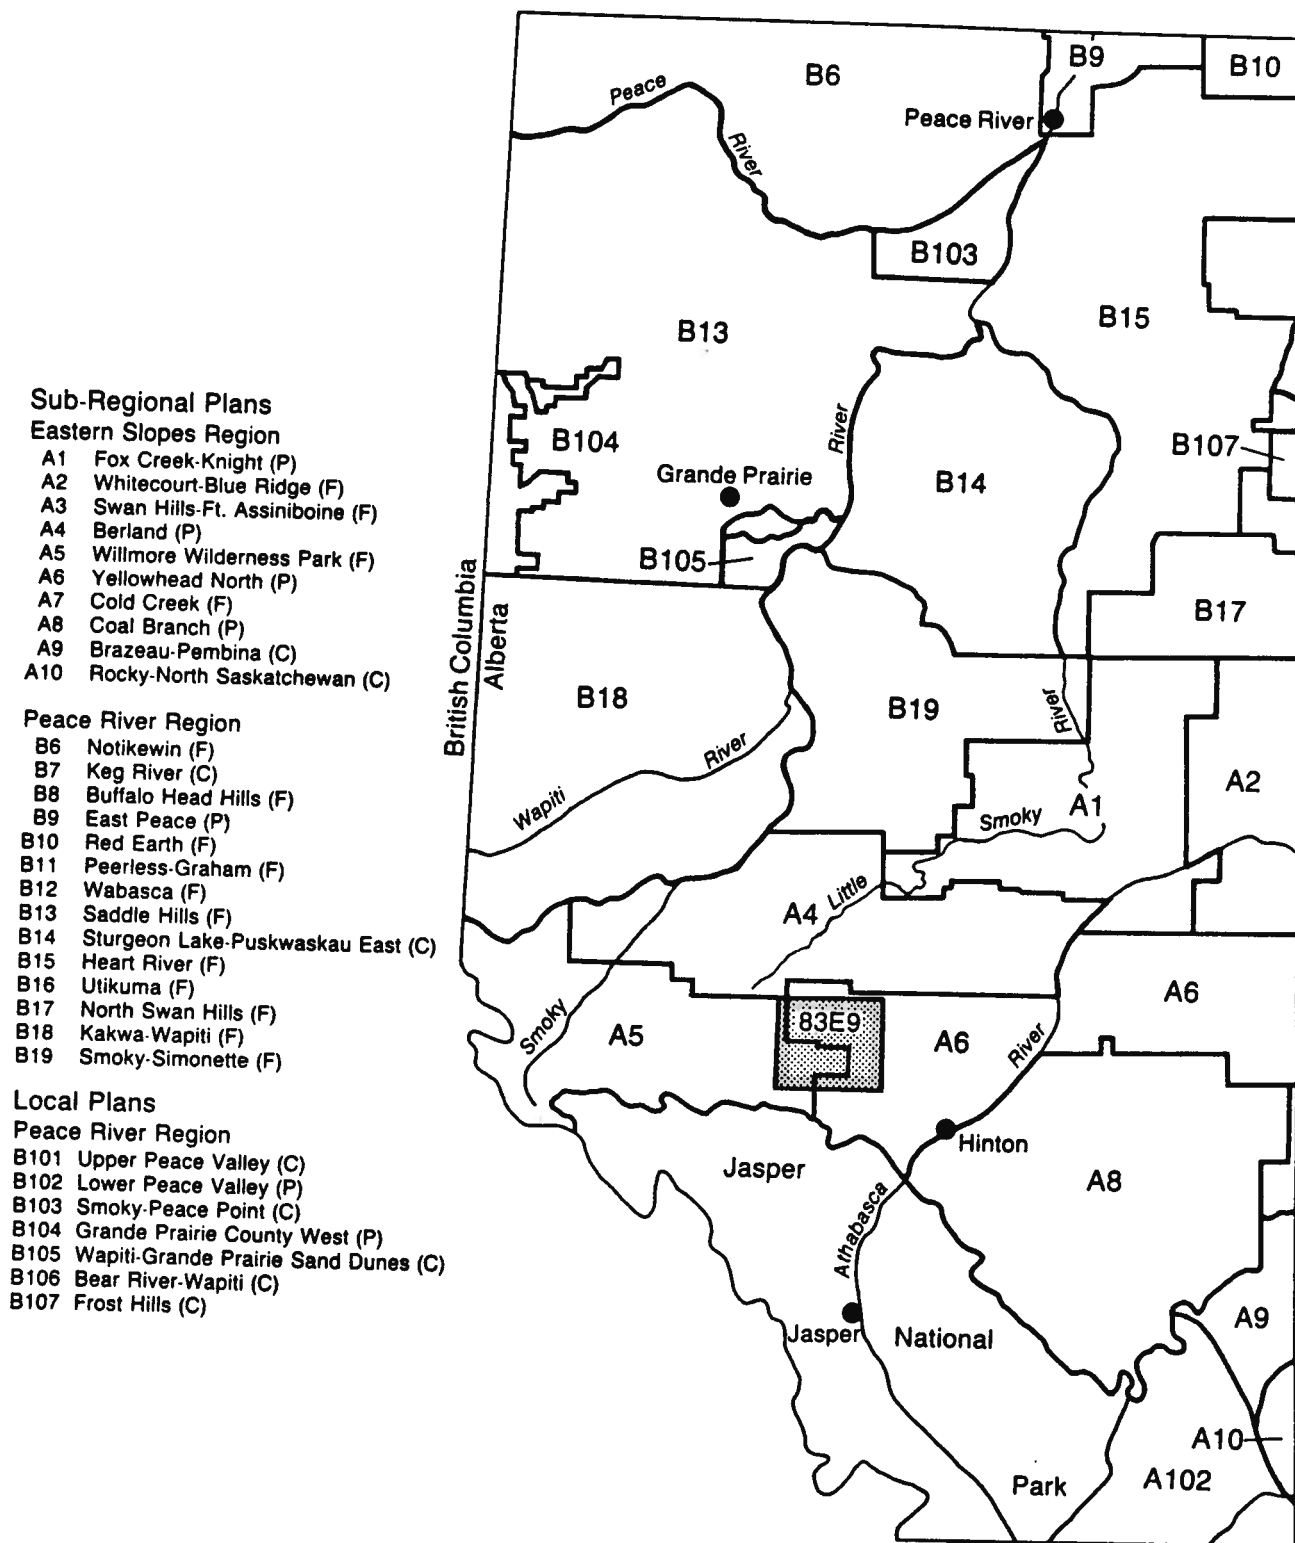 Sub-Regional Plans
Eastern Slopes Region
A1 Fox Creek-Knight (P)
A2 Whitecourt-Blue Ridge (F)
A3 Swan Hills-Ft. Assiniboine (F)
A4 Berland (P)
A5 Willmore Wilderness Park (F)
A6 Yellowhead North (P)
A7 Cold Creek (F)
A8 Coal Branch (P)
A9 Brazeau-Pembina (C)
A10 Rocky-North Saskatchewan (C)
Peace River Region
B6 Notikewin (F)
B7 Keg River (C)
B8 Buffalo Head Hills (F)
B9 East Peace (P)
B10 Red Earth (F)
B11 Peerless-Graham (F)
B12 Wabasca (F)
B13 Saddle Hills (F)
B14 Sturgeon Lake-Puskwaskau East (C)
B15 Heart River (F)
B16 Utikuma (F)
B17 North Swan Hills (F)
B18 Kakwa-Wapiti (F)
B19 Smoky-Simonette (F)
Local Plans
Peace River Region
B101 Upper Peace Valley (C)
B102 Lower Peace Valley (P)
B103 Smoky-Peace Point (C)
B104 Grande Prairie County West (P)
B105 Wapiti-Grande Prairie Sand Dunes (C)
B106 Bear River-Wapiti (C)
B107 Frost Hills (C)
B6
B9
B10
Peace
River
Peace River
B103
B13
B15
B104
River
B107
Grande Prairie
B14
B105
B17
British Columbia
Alberta
B18
B19
River
River
Wapiti
A2
A1
Smoky
Little
A4
A6
Smoky
A5
83E9
A6
River
Hinton
Jasper
A8
Athabasca
Jasper
National
A9
A10
A102
Park